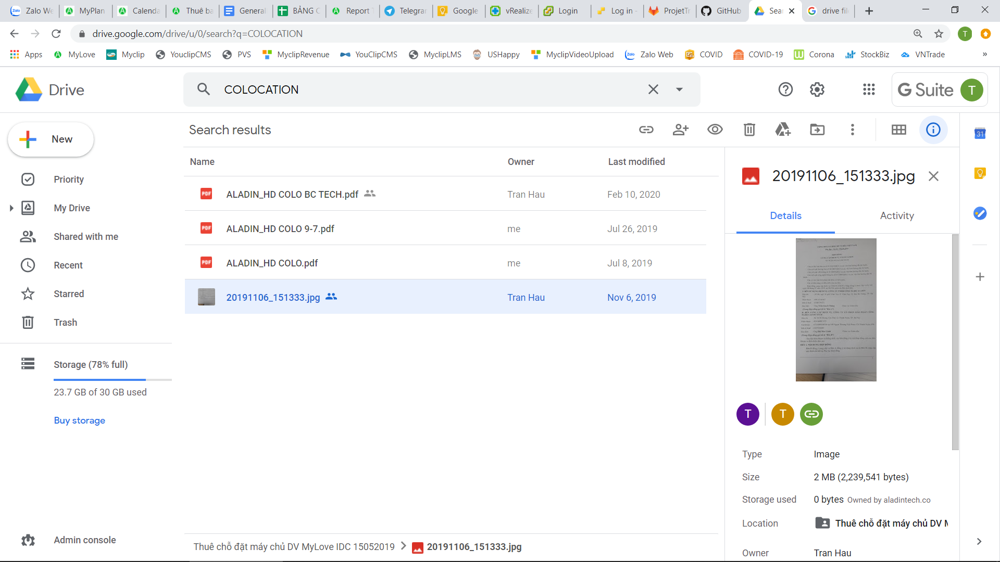 Zalo We
MyPlan
Calenda
Thuê ba
General
BẢNG C
Report T
Telegram
Google
vRealize
Login
Log in -
ProjetTr
GitHub
Sea
drive file
drive.google.com/drive/u/0/search?q=COLOCATION
T
Apps
MyLove
Myclip
YouclipCMS
PVS
MyclipRevenue
YouClipCMS
MyclipLMS
USHappy
MyclipVideoUpload
Zalo Web
COVID
COVID-19
Corona
StockBiz
VNTrade
»
Drive
COLOCATION
G Suite
T
New
Search results
Priority
My Drive
Shared with me
Recent
Starred
Trash
Storage (78% full)
23.7 GB of 30 GB used
Buy storage
Admin console
Name Owner Last modified
ALADIN_HD COLO BC TECH.pdf Tran Hau Feb 10, 2020
ALADIN_HD COLO 9-7.pdf me Jul 26, 2019
ALADIN_HD COLO.pdf me Jul 8, 2019
20191106_151333.jpg Tran Hau Nov 6, 2019
Thuê chỗ đặt máy chủ DV MyLove IDC 15052019 20191106_151333.jpg
20191106_151333.jpg
Details Activity
T T
Type Image
Size 2 MB (2,239,541 bytes)
Storage used 0 bytes Owned by aladintech.co
Location Thuê chỗ đặt máy chủ DV M
Owner Tran Hau
31